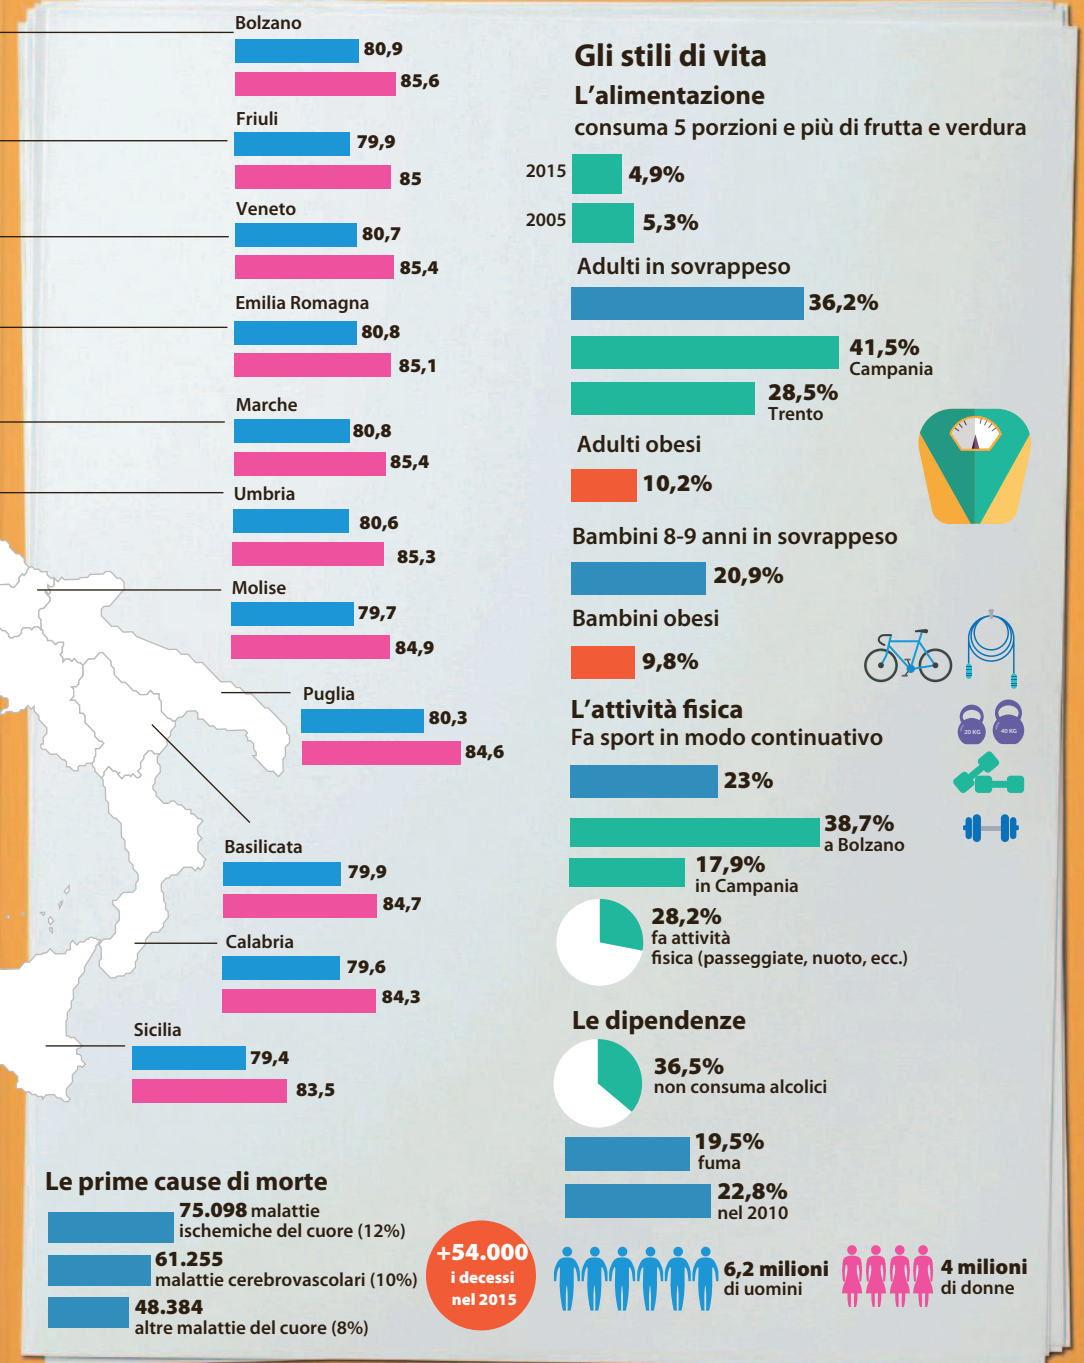 Bolzano
80,9
85,6
Friuli
79,9
85
Veneto
80,7
85,4
Emilia Romagna
80,8
85,1
Marche
80,8
85,4
Umbria
80,6
85,3
Molise
79,7
84,9
Puglia
80,3
84,6
Basilicata
79,9
84,7
Calabria
79,6
84,3
Sicilia
79,4
83,5
Le prime cause di morte
75.098 malattie
ischemiche del cuore (12%)
61.255
malattie cerebrovascolari (10%)
48.384
altre malattie del cuore (8%)
+54.000
i decessi
nel 2015
Gli stili di vita
L'alimentazione
consuma 5 porzioni e più di frutta e verdura
2015 4,9%
2005 5,3%
Adulti in sovrappeso
36,2%
41,5%
Campania
28,5%
Trento
Adulti obesi
10,2%
Bambini 8-9 anni in sovrappeso
20,9%
Bambini obesi
9,8%
L'attività fisica
Fa sport in modo continuativo
20 KG
40 KG
23%
38,7%
a Bolzano
17,9%
in Campania
28,2%
fa attività
fisica (passeggiate, nuoto, ecc.)
Le dipendenze
36,5%
non consuma alcolici
19,5%
fuma
22,8%
nel 2010
6,2 milioni
di uomini
4 milioni
di donne